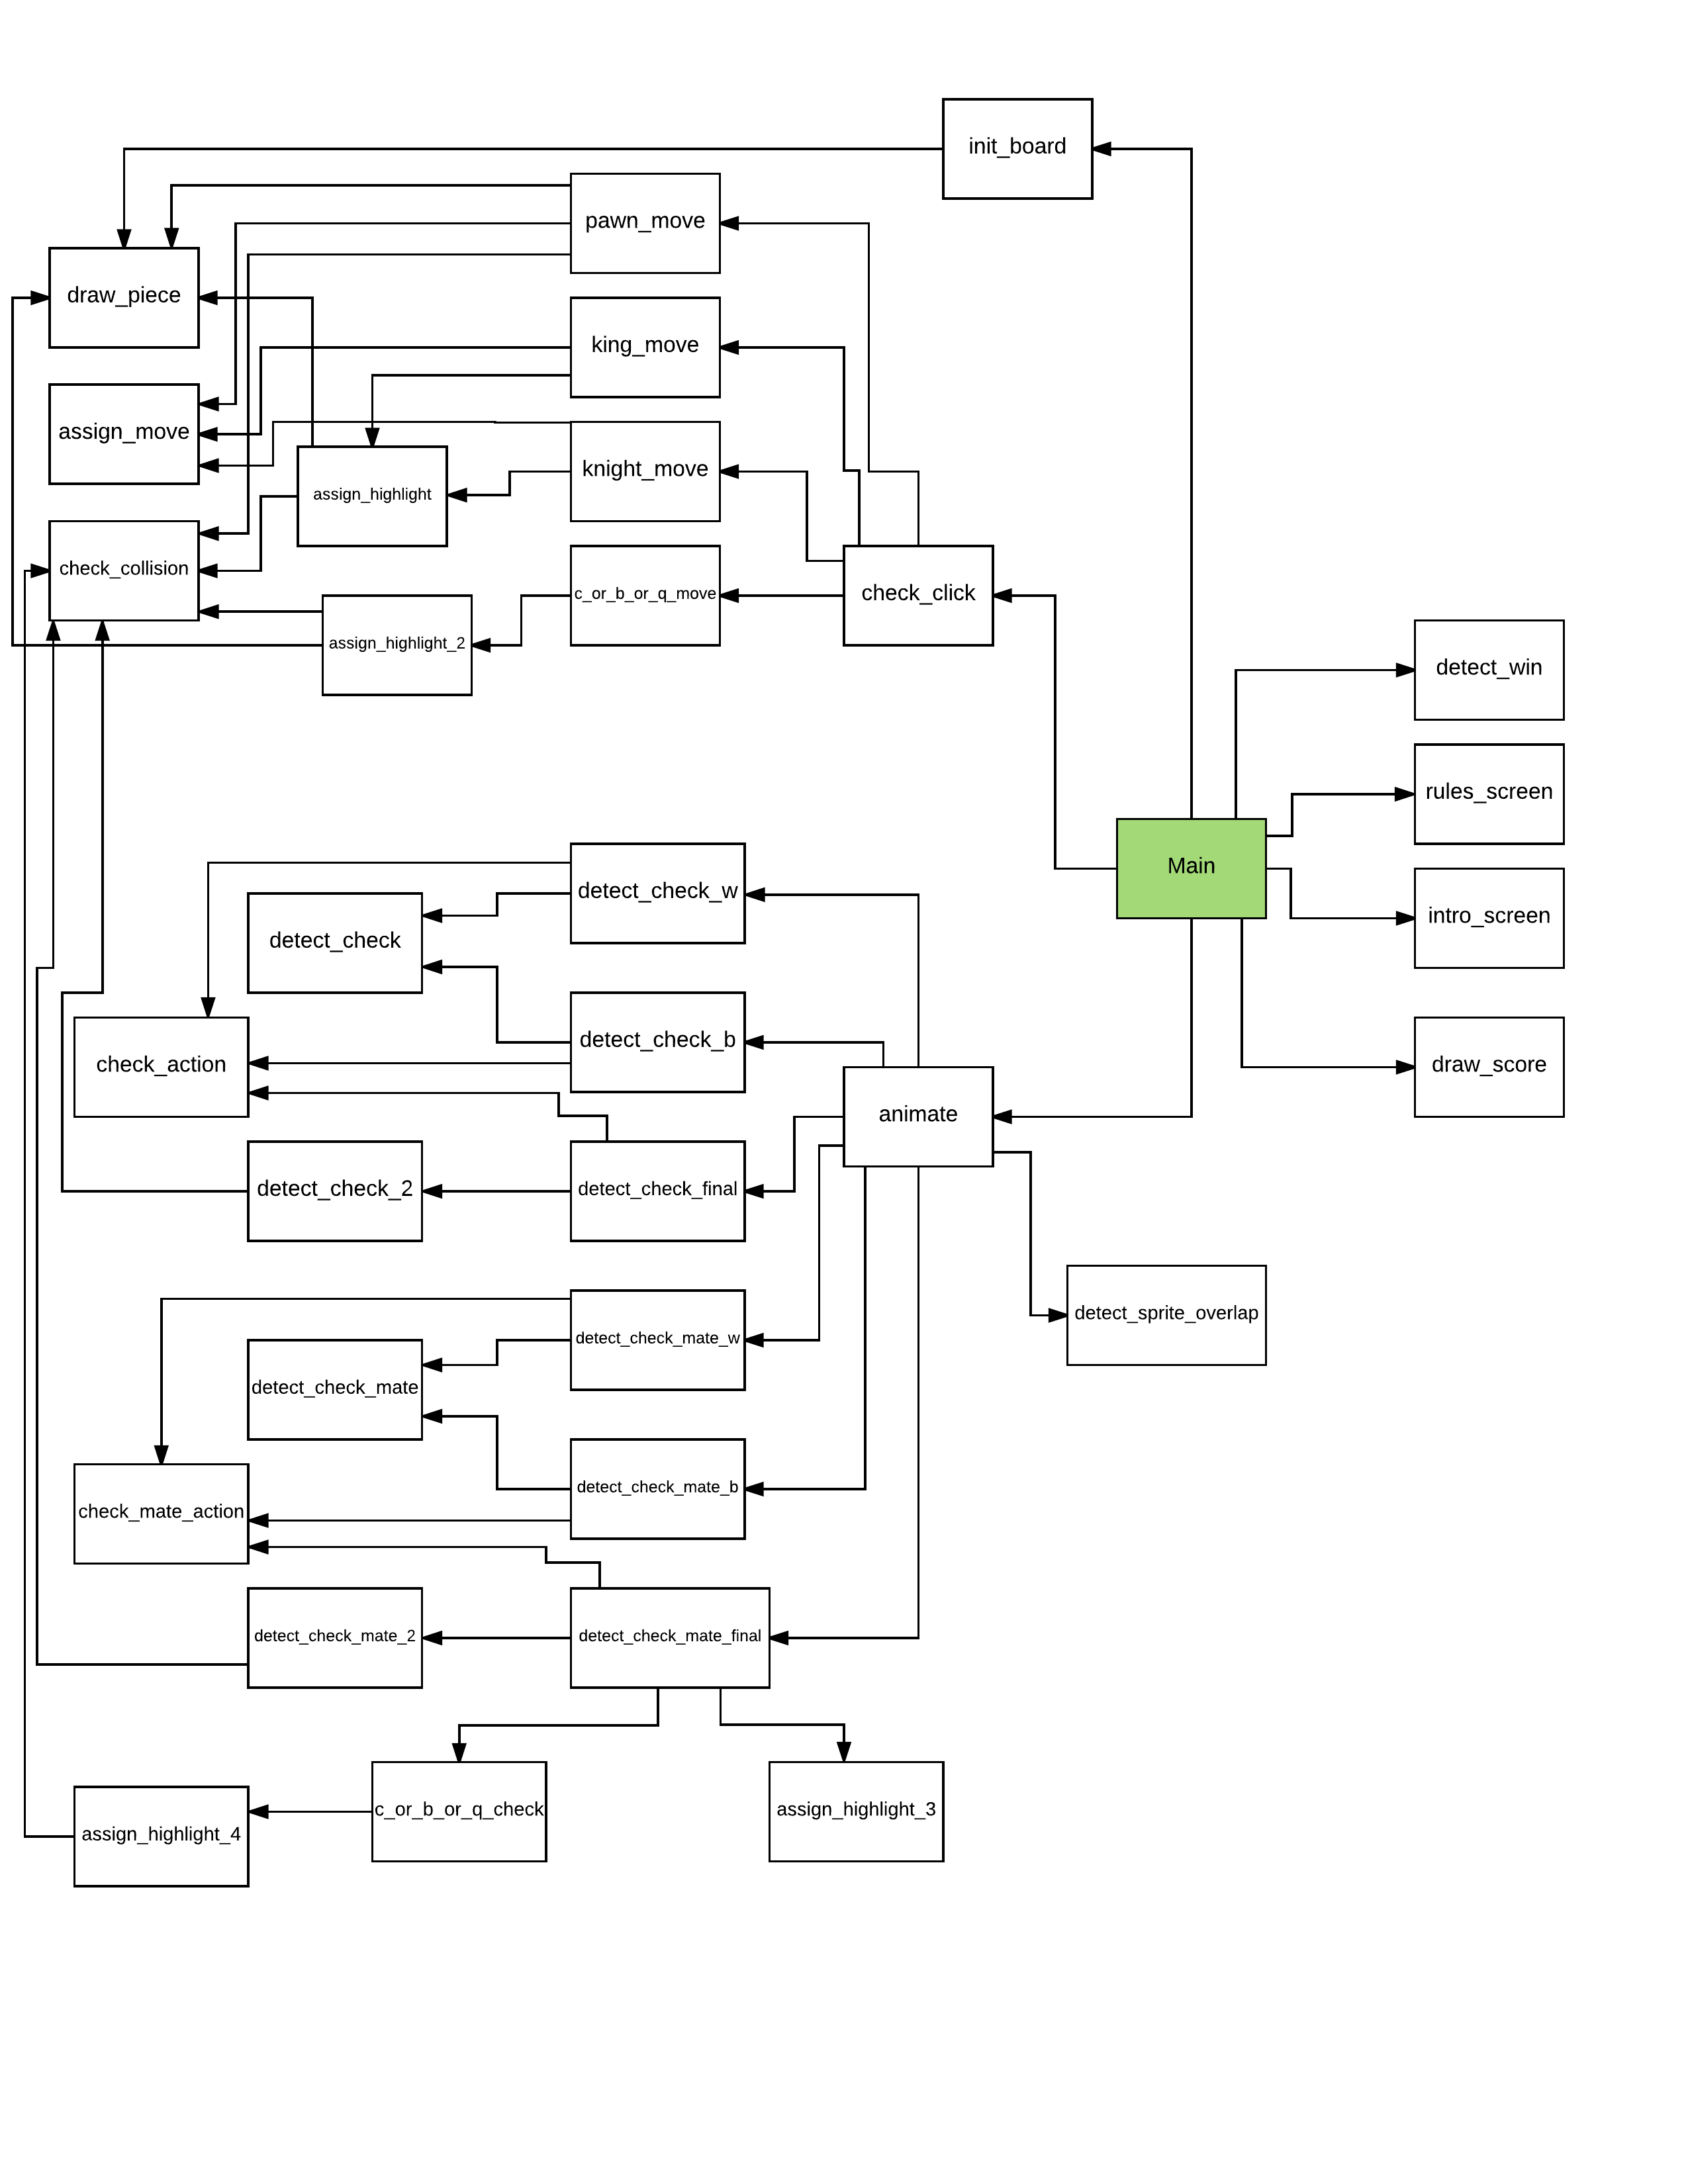 init_board
pawn_move
draw_piece
king_move
assign_move
knight_move
assign_highlight
check_collision
c_or_b_or_q_move
check_click
assign_highlight_2
detect_win
rules_screen
Main
detect_check_w
intro_screen
detect_check
detect_check_b
check_action
draw_score
animate
detect_check_2
detect_check_final
detect_sprite_overlap
detect_check_mate_w
detect_check_mate
detect_check_mate_b
check_mate_action
detect_check_mate_2
detect_check_mate_final
c_or_b_or_q_check
assign_highlight_3
assign_highlight_4